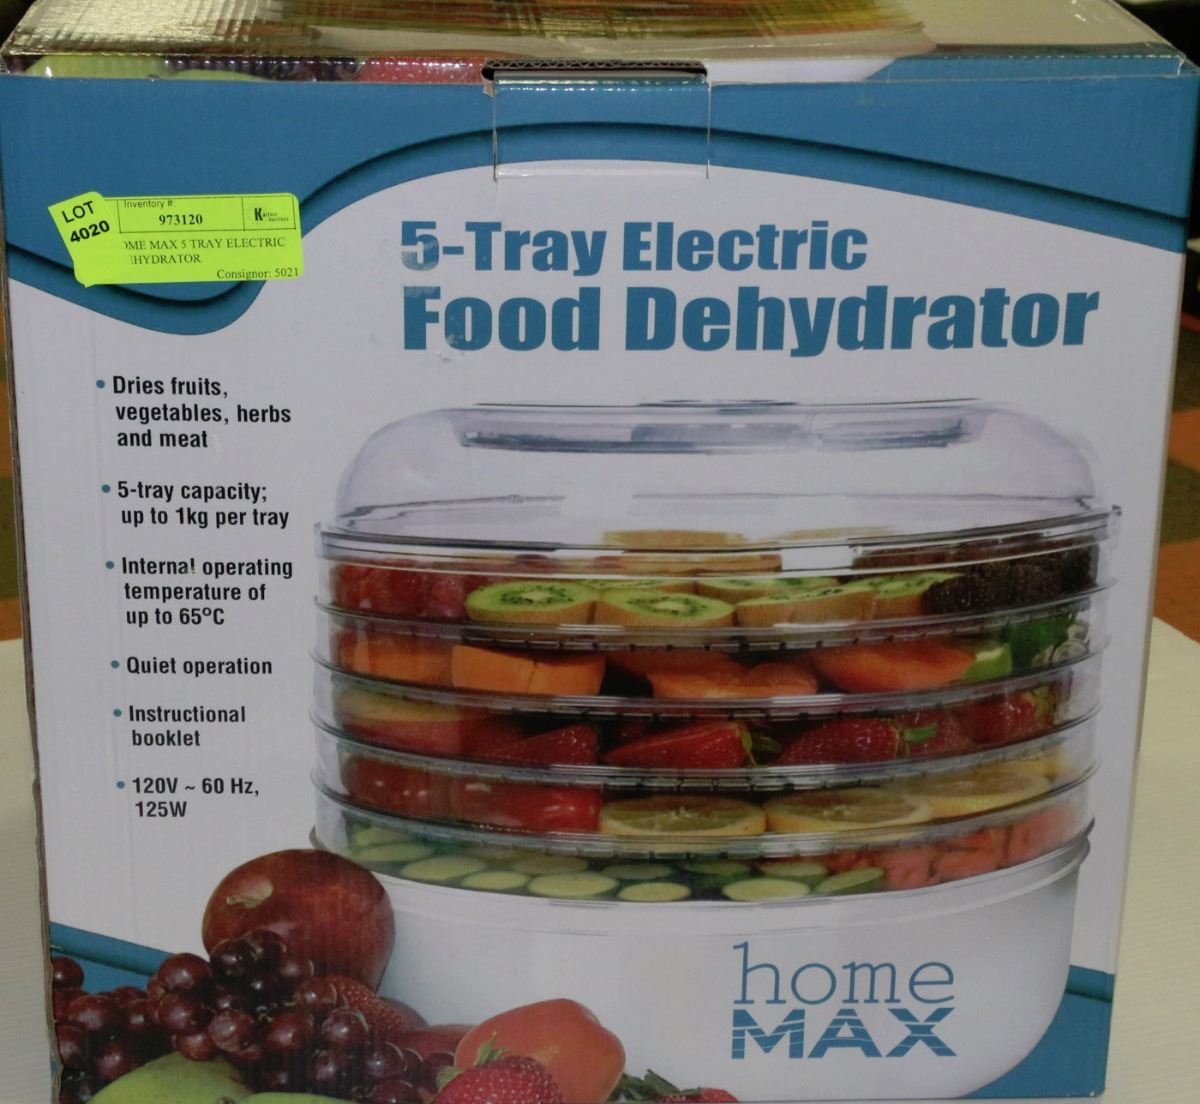 LOT
4020
Inventory #:
973120
OME MAX 5 TRAY ELECTRIC
EHYDRATOR
Consignor: 5021
5-Tray Electric
Food Dehydrator
• Dries fruits,
vegetables, herbs
and meat
• 5-tray capacity;
up to 1kg per tray
• Internal operating
temperature of
up to 65ºC
• Quiet operation
• Instructional
booklet
• 120V ~ 60 Hz,
125W
home
MAX